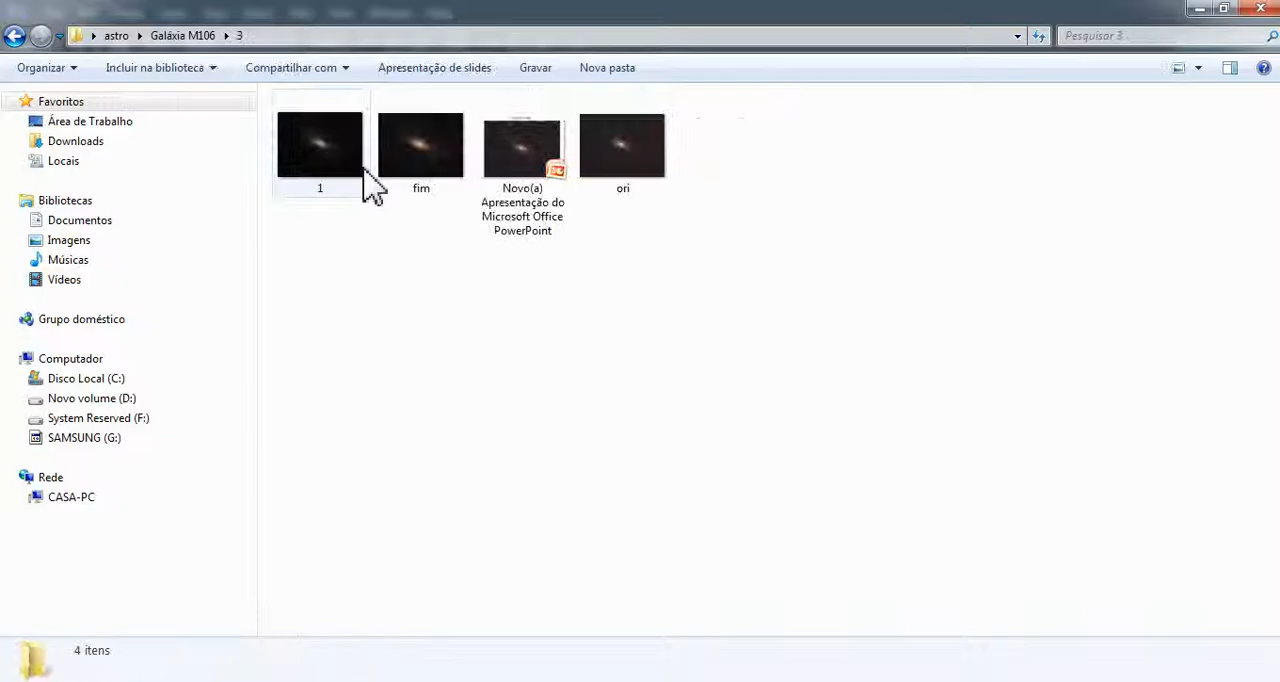 astro Galáxia M106 3
Pesquisar 3
Organizar Incluir na biblioteca Compartilhar com Apresentação de slides Gravar Nova pasta
Favoritos
Área de Trabalho
Downloads
Locais
Bibliotecas
Documentos
Imagens
Músicas
Vídeos
Grupo doméstico
Computador
Disco Local (C:)
Novo volume (D:)
System Reserved (F:)
SAMSUNG (G:)
Rede
CASA-PC
1
fim
Novo(a)
Apresentação do
Microsoft Office
PowerPoint
ori
4 itens